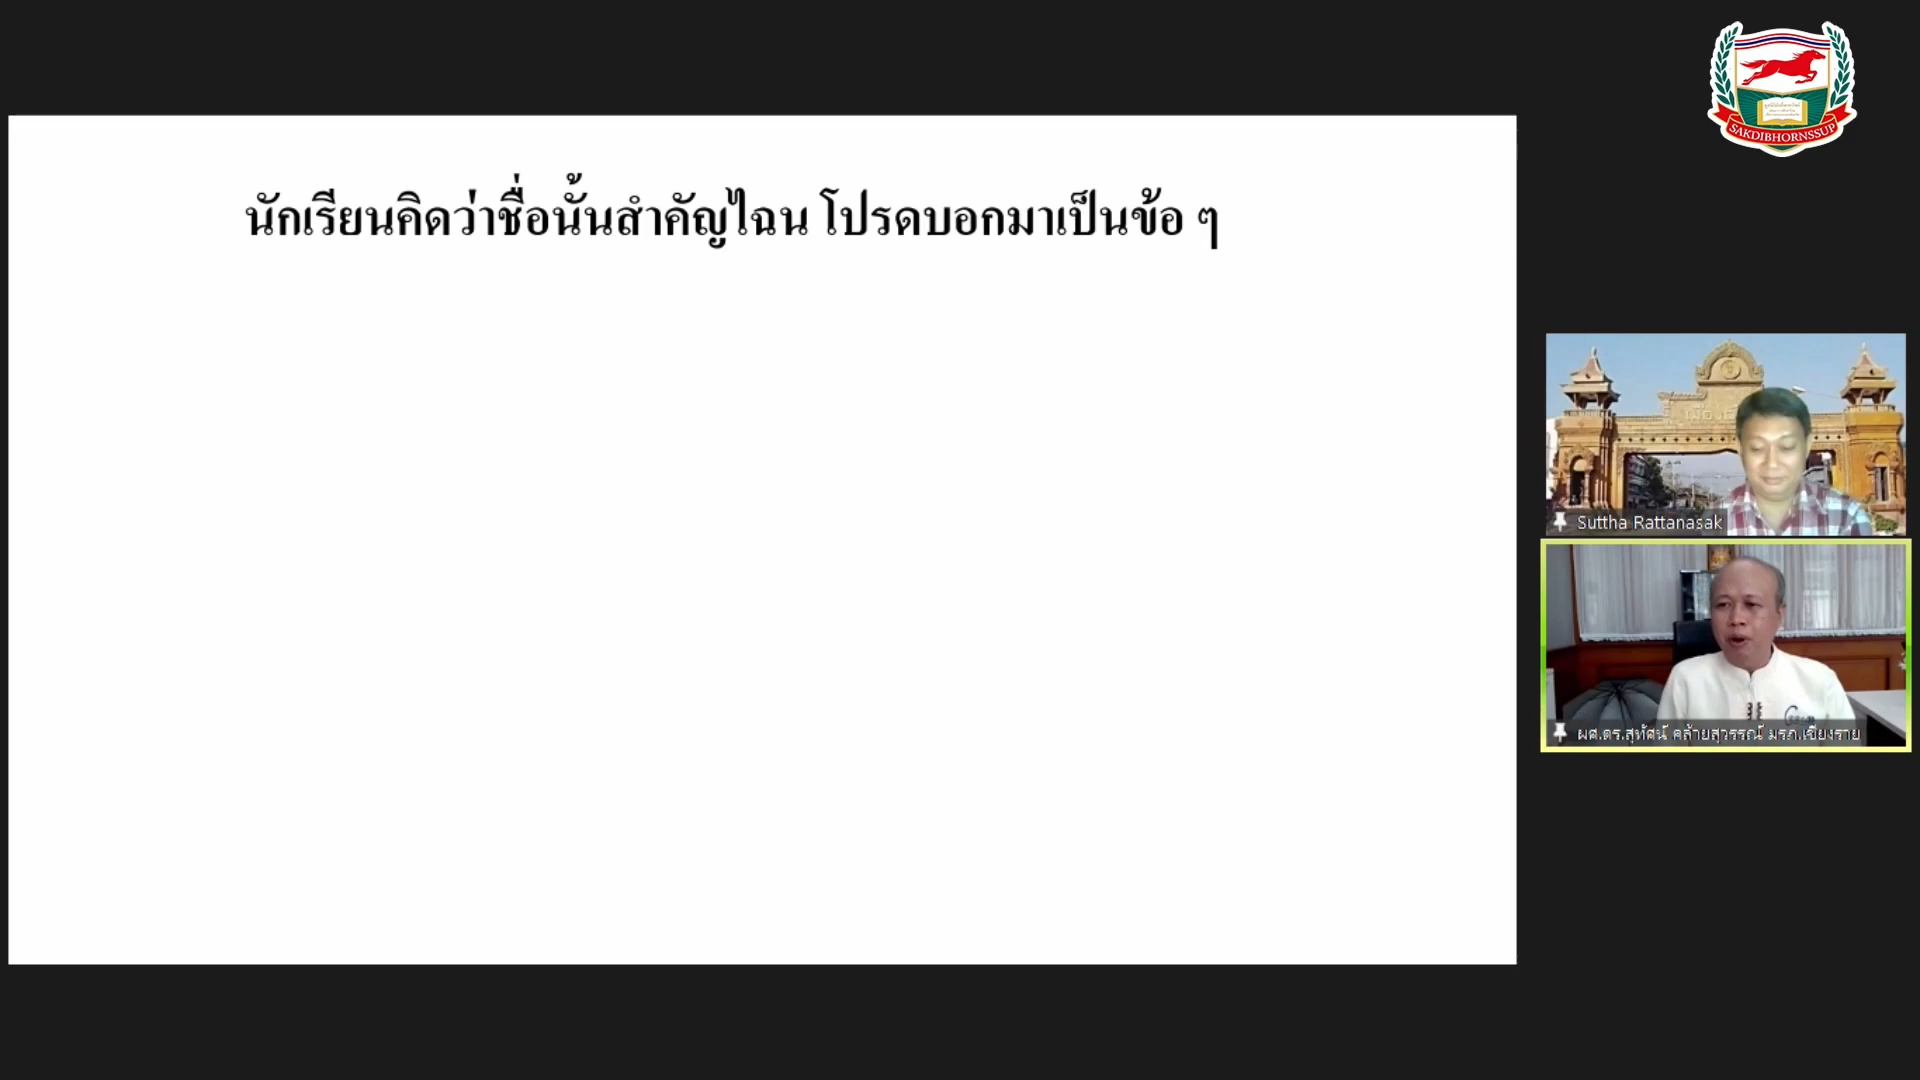 นักเรียนคิดว่าชื่อนั้นสำคัญไฉน โปรดบอกมาเป็นข้อ ๆ
SAKDIBHORNSSUP
Suttha Rattanasak
ผศ.ดร.สุทัศน์ คล้ายสุวรรณ์ มรภ.เชียงราย